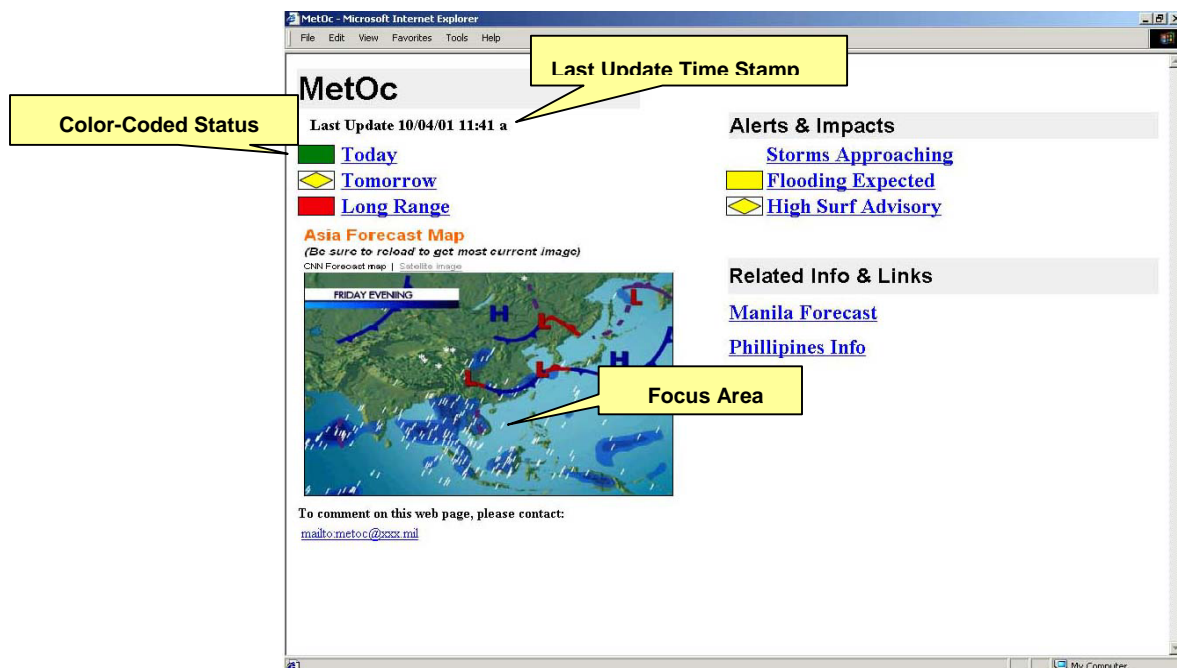 MetOc - Microsoft Internet Explorer
File Edit View Favorites Tools Help
Last Update Time Stamp
MetOc
Color-Coded Status
Last Update 10/04/01 11:41 a
Today
Tomorrow
Long Range
Alerts & Impacts
Storms Approaching
Flooding Expected
High Surf Advisory
Asia Forecast Map
(Be sure to reload to get most current image)
CNN Forecast map | Satellite image
FRIDAY EVENING
H
L
L
L
L
H
Focus Area
Related Info & Links
Manila Forecast
Phillipines Info
To comment on this web page, please contact:
mailto:metoc@xxx.mil
My Computer